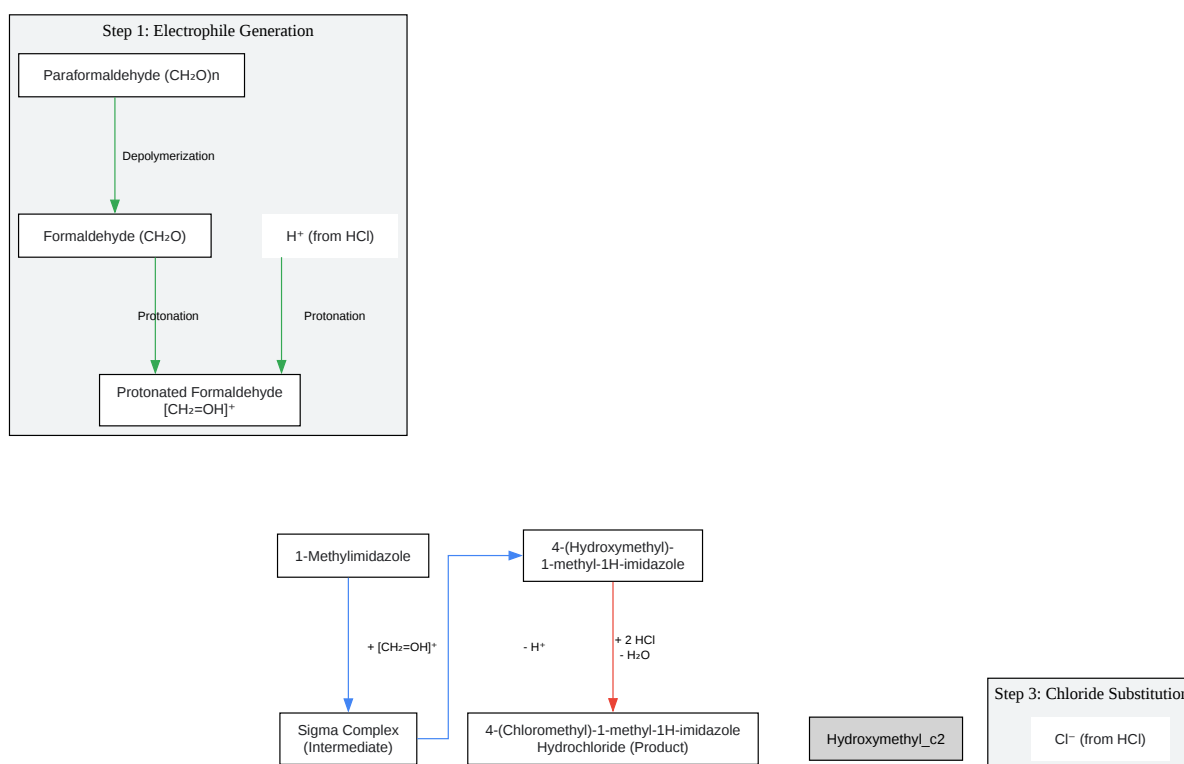 Step 1: Electrophile Generation
Paraformaldehyde (CH₂O)n
Depolymerization
Formaldehyde (CH₂O)
H⁺ (from HCl)
Protonation
Protonation
Protonated Formaldehyde
[CH₂=OH]⁺
1-Methylimidazole
4-(Hydroxymethyl)-
1-methyl-1H-imidazole
+ [CH₂=OH]⁺
- H⁺
+ 2 HCl
- H₂O
Sigma Complex
(Intermediate)
4-(Chloromethyl)-1-methyl-1H-imidazole
Hydrochloride (Product)
Hydroxymethyl_c2
Step 3: Chloride Substitution
Cl⁻ (from HCl)